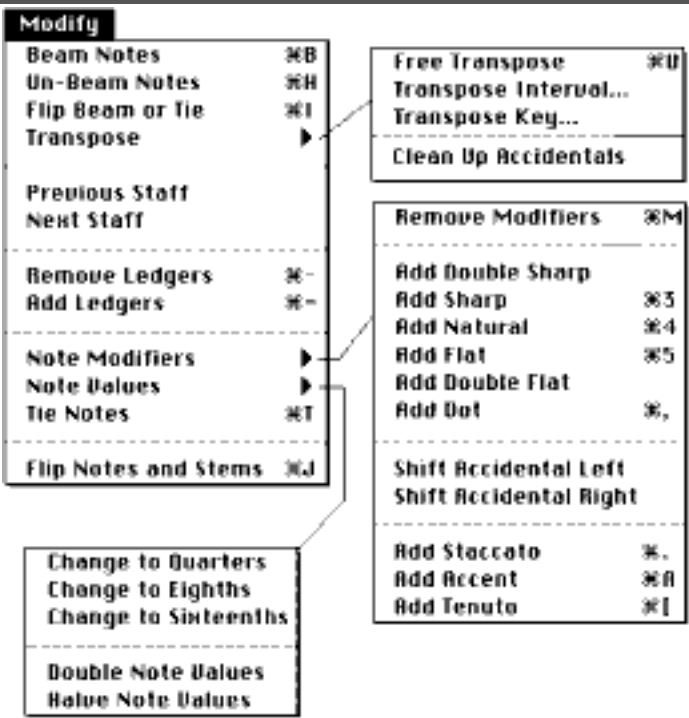 Modify
Beam Notes ⌘B
Un-Beam Notes ⌘H
Flip Beam or Tie ⌘I
Transpose ▶
Previous Staff
Next Staff
Remove Ledgers ⌘-
Add Ledgers ⌘=
Note Modifiers ▶
Note Values ▶
Tie Notes ⌘T
Flip Notes and Stems ⌘J
Free Transpose ⌘U
Transpose Interval...
Transpose Key...
Clean Up Accidentals
Remove Modifiers ⌘M
Add Double Sharp
Add Sharp ⌘3
Add Natural ⌘4
Add Flat ⌘5
Add Double Flat
Add Dot ⌘,
Shift Accidental Left
Shift Accidental Right
Add Staccato ⌘.
Add Accent ⌘A
Add Tenuto ⌘[
Change to Quarters
Change to Eighths
Change to Sixteenths
Double Note Values
Halve Note Values